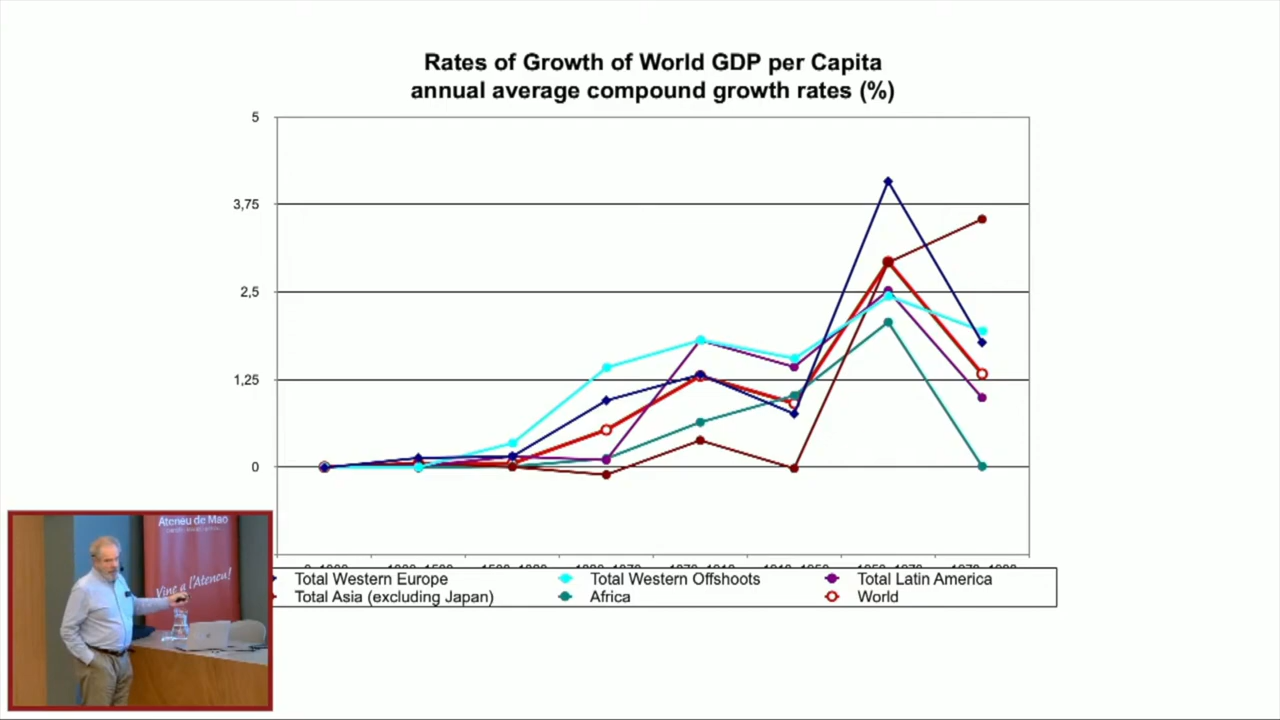 Rates of Growth of World GDP per Capita
annual average compound growth rates (%)
5
3,75
2,5
1,25
0
Total Western Europe
Total Western Offshoots
Total Latin America
Total Asia (excluding Japan)
Africa
World
Ateneu de Maó
Vine a l'Ateneu!